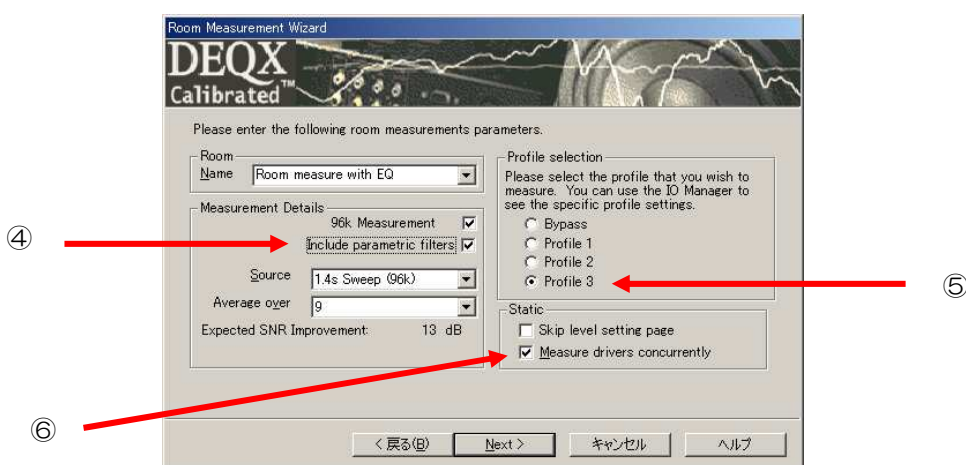 Room Measurement Wizard
DEQX
Calibrated™
Please enter the following room measurements parameters.
Room
Name Room measure with EQ
Measurement Details
96k Measurement
Include parametric filters
Source 1.4s Sweep (96k)
Average over 9
Expected SNR Improvement: 13 dB
Profile selection
Please select the profile that you wish to
measure. You can use the IO Manager to
see the specific profile settings.
Bypass
Profile 1
Profile 2
Profile 3
Static
Skip level setting page
Measure drivers concurrently
④
⑤
⑥
< 戻る(B) Next > キャンセル ヘルプ